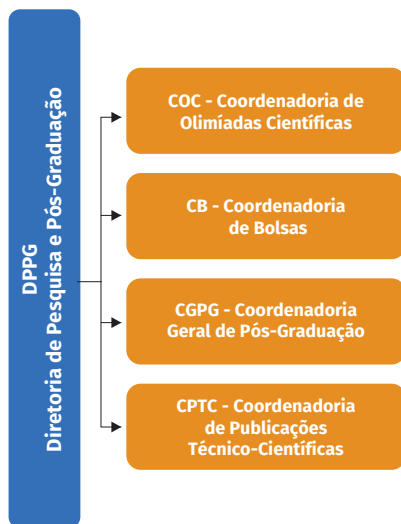 DPPG
Diretoria de Pesquisa e Pós-Graduação
COC - Coordenadoria de
Olimíadas Científicas
CB - Coordenadoria
de Bolsas
CGPG - Coordenadoria
Geral de Pós-Graduação
CPTC - Coordenadoria
de Publicações
Técnico-Científicas